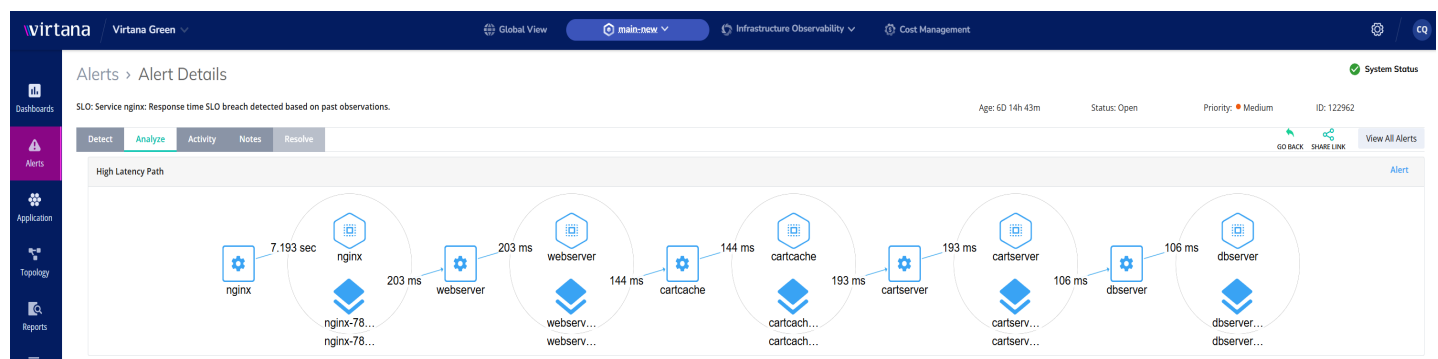 virtana
Virtana Green
Global View
main-new
Infrastructure Observability
Cost Management
CQ
Alerts > Alert Details
System Status
Dashboards
SLO: Service nginx: Response time SLO breach detected based on past observations.
Age: 6D 14h 43m
Status: Open
Priority: Medium
ID: 122962
Detect
Analyze
Activity
Notes
Resolve
GO BACK
SHARE LINK
View All Alerts
Alerts
High Latency Path
Alert
Application
Topology
Reports
nginx
7.193 sec
nginx
nginx-78...
nginx-78...
203 ms
webserver
203 ms
webserver
webserv...
webserv...
144 ms
cartcache
144 ms
cartcache
cartcach...
cartcach...
193 ms
cartserver
193 ms
cartserver
cartserv...
cartserv...
106 ms
dbserver
106 ms
dbserver
dbserver...
dbserver...